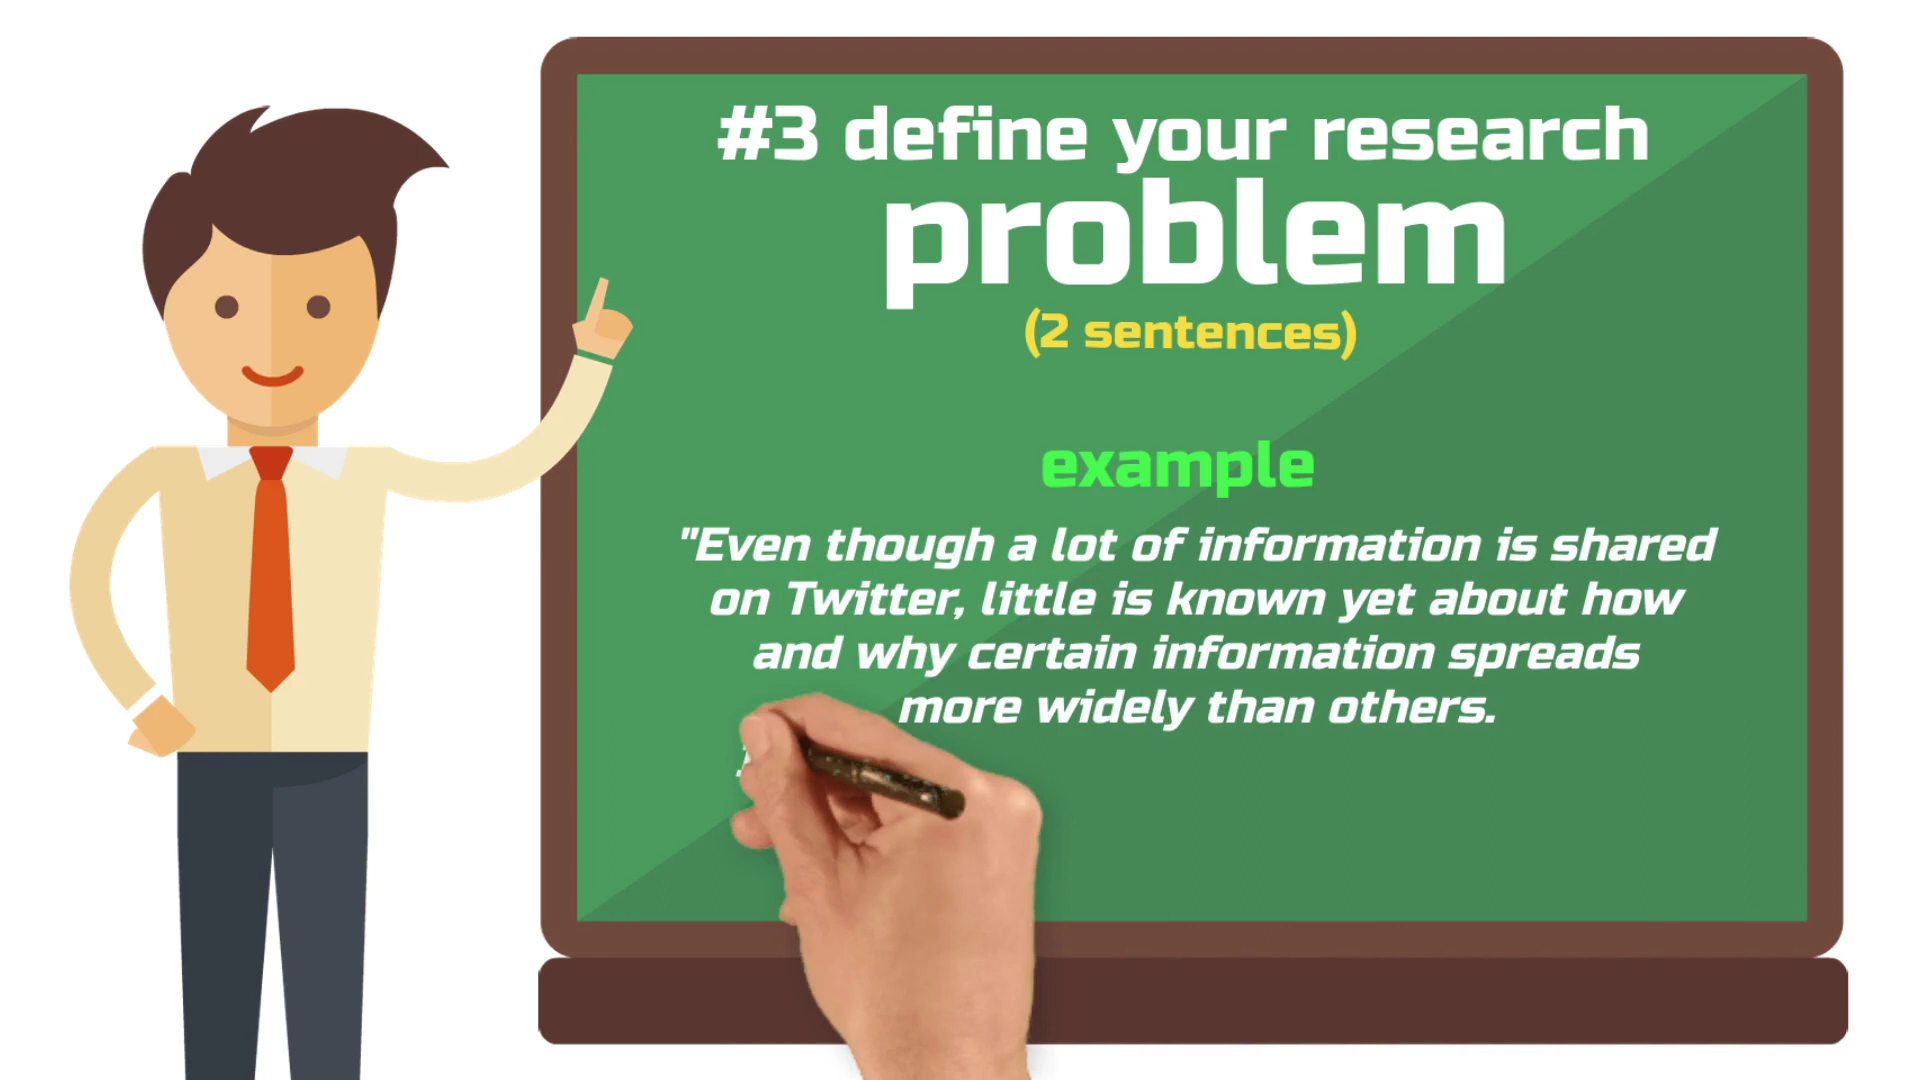 #3 define your research
problem
(2 sentences)
example
"Even though a lot of information is shared
on Twitter, little is known yet about how
and why certain information spreads
more widely than others.